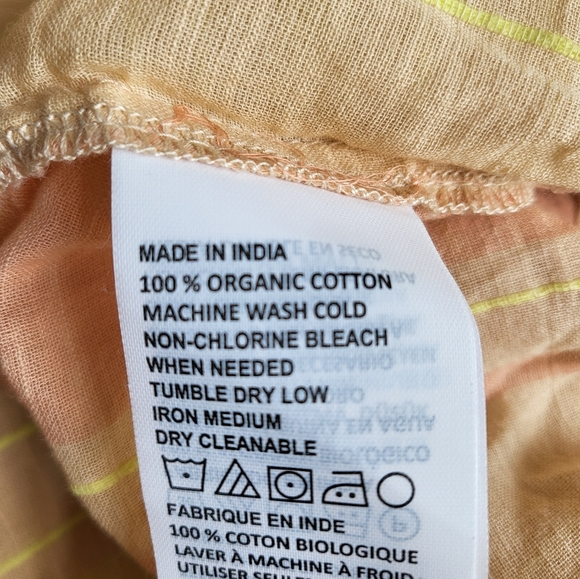 MADE IN INDIA
100 % ORGANIC COTTON
MACHINE WASH COLD
NON-CHLORINE BLEACH
WHEN NEEDED
TUMBLE DRY LOW
IRON MEDIUM
DRY CLEANABLE
FABRIQUE EN INDE
100 % COTON BIOLOGIQUE
LAVER À MACHINE À FROID
UTILISER